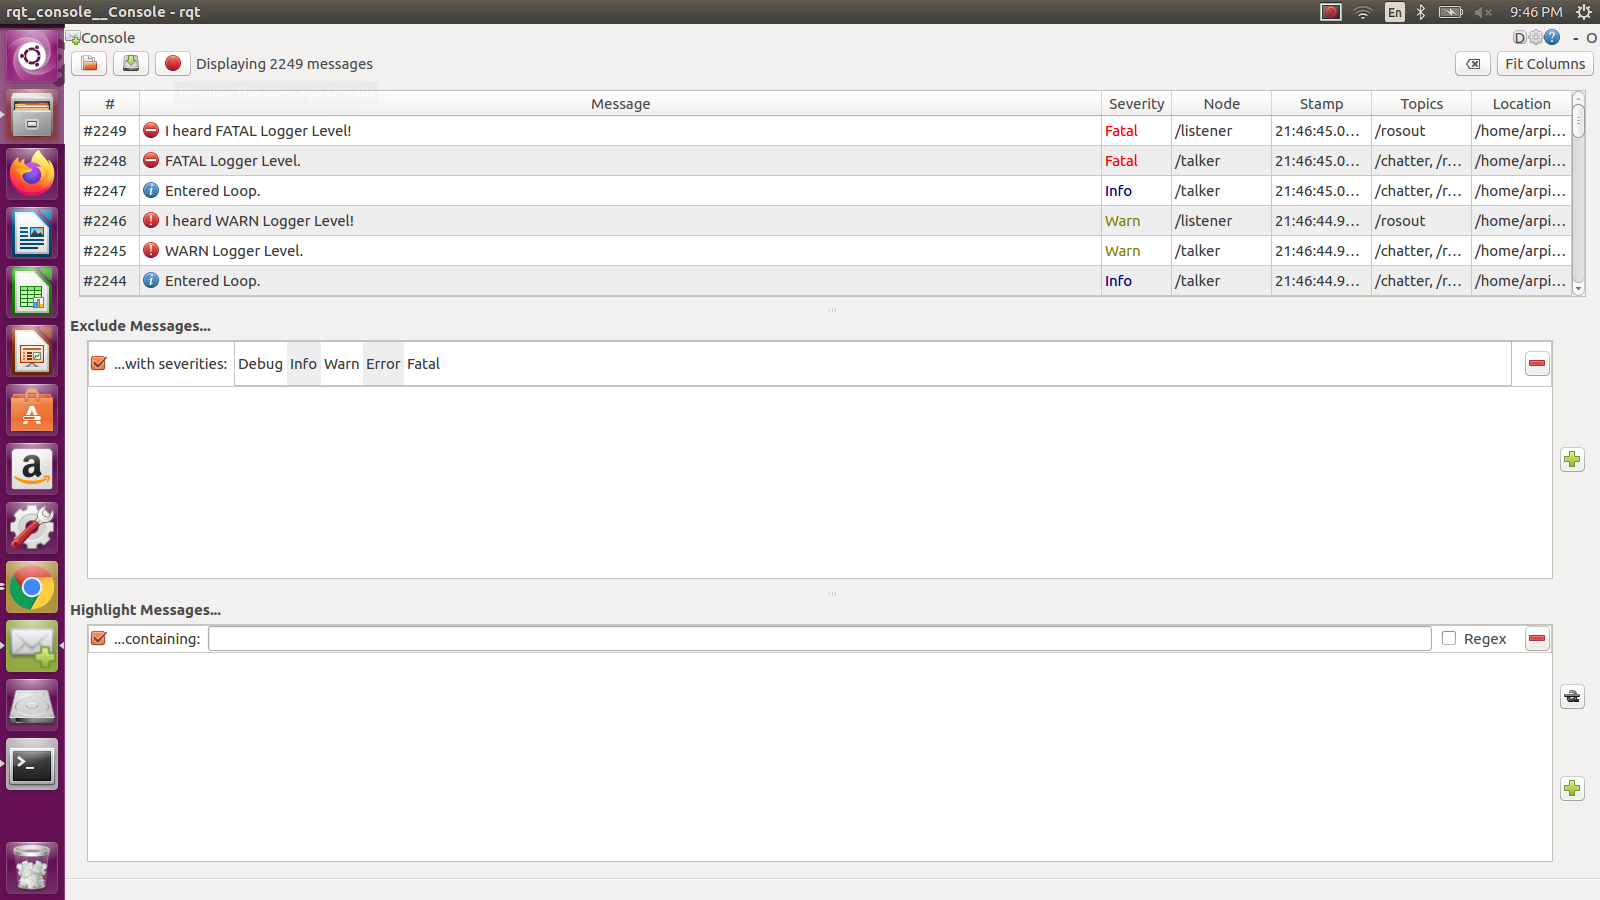 rqt_console__Console - rqt
En
9:46 PM
Console
D ? - O
Displaying 2249 messages
Fit Columns
# Message Severity Node Stamp Topics Location
#2249 I heard FATAL Logger Level! Fatal /listener 21:46:45.0... /rosout /home/arpi...
#2248 FATAL Logger Level. Fatal /talker 21:46:45.0... /chatter, /r... /home/arpi...
#2247 Entered Loop. Info /talker 21:46:45.0... /chatter, /r... /home/arpi...
#2246 I heard WARN Logger Level! Warn /listener 21:46:44.9... /rosout /home/arpi...
#2245 WARN Logger Level. Warn /talker 21:46:44.9... /chatter, /r... /home/arpi...
#2244 Entered Loop. Info /talker 21:46:44.9... /chatter, /r... /home/arpi...
Exclude Messages...
...with severities: Debug Info Warn Error Fatal
Highlight Messages...
...containing: Regex